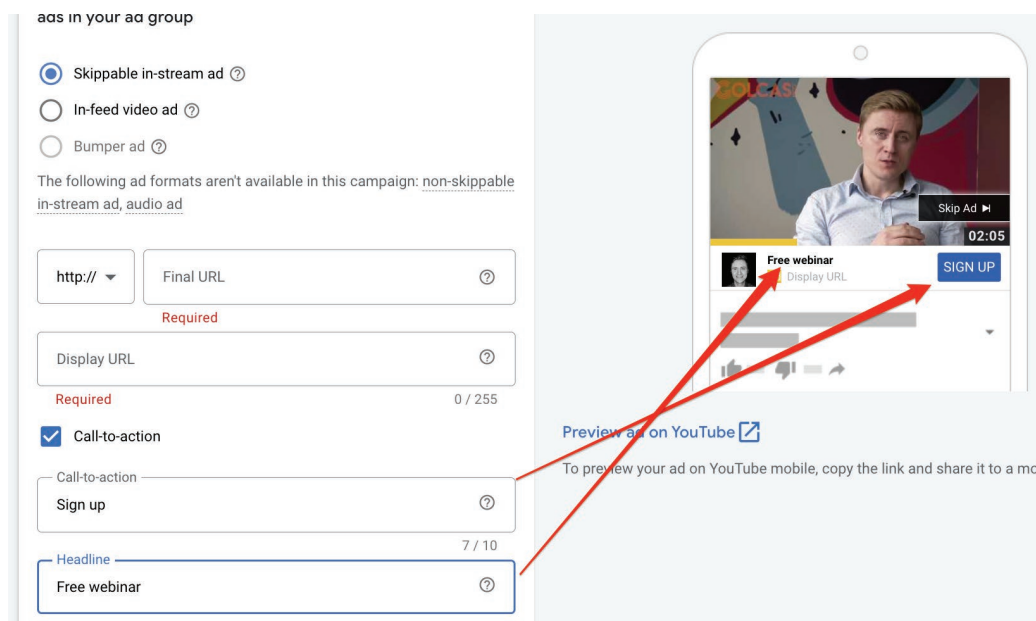 ads in your ad group
Skippable in-stream ad
In-feed video ad
Bumper ad
The following ad formats aren't available in this campaign: non-skippable
in-stream ad, audio ad
http://
Final URL
Required
Display URL
Required
0 / 255
Call-to-action
Call-to-action
Sign up
7 / 10
Headline
Free webinar
GOLCAS
Skip Ad
02:05
Free webinar
Display URL
SIGN UP
Preview ad on YouTube
To preview your ad on YouTube mobile, copy the link and share it to a mo